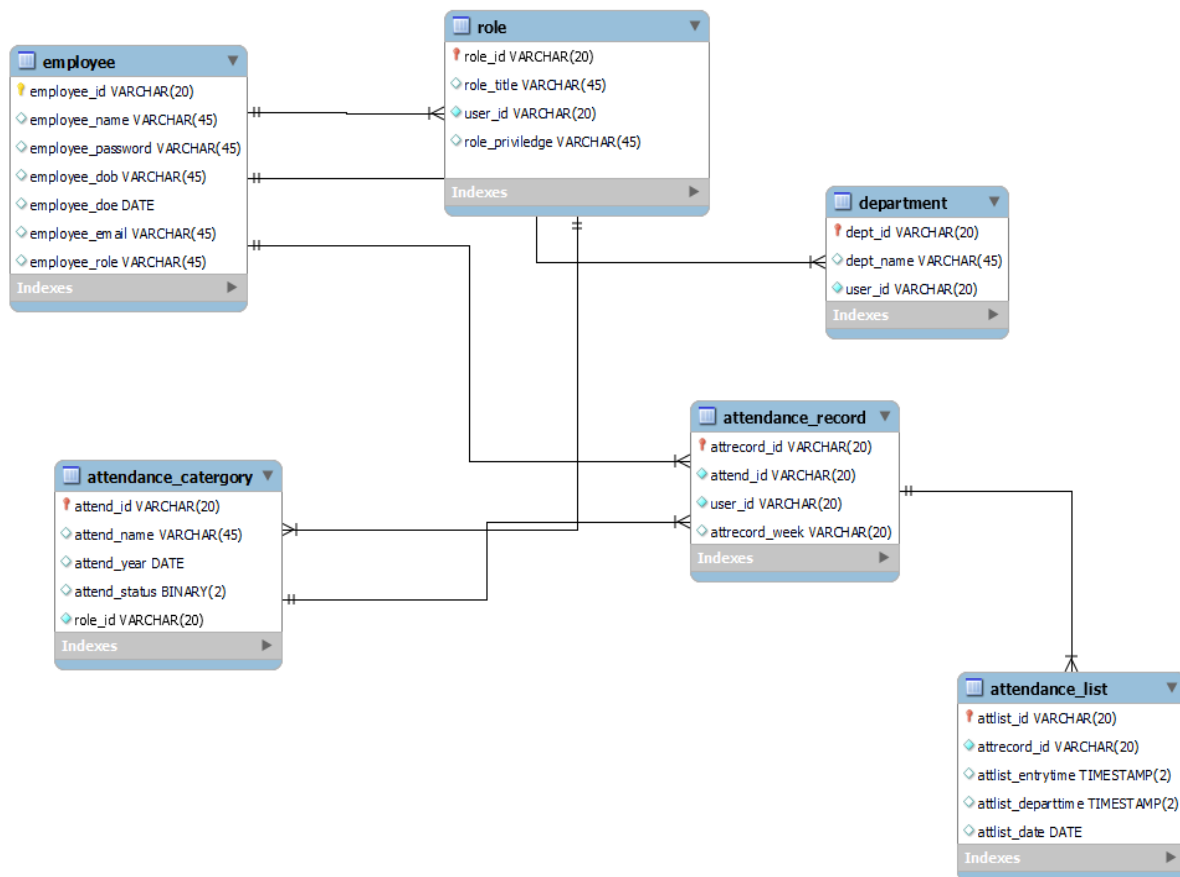 employee
employee_id VARCHAR(20)
employee_name VARCHAR(45)
employee_password VARCHAR(45)
employee_dob VARCHAR(45)
employee_doe DATE
employee_email VARCHAR(45)
employee_role VARCHAR(45)
Indexes
role
role_id VARCHAR(20)
role_title VARCHAR(45)
user_id VARCHAR(20)
role_priviledge VARCHAR(45)
Indexes
department
dept_id VARCHAR(20)
dept_name VARCHAR(45)
user_id VARCHAR(20)
Indexes
attendance_catergory
attend_id VARCHAR(20)
attend_name VARCHAR(45)
attend_year DATE
attend_status BINARY(2)
role_id VARCHAR(20)
Indexes
attendance_record
attrecord_id VARCHAR(20)
attend_id VARCHAR(20)
user_id VARCHAR(20)
attrecord_week VARCHAR(20)
Indexes
attendance_list
attlist_id VARCHAR(20)
attrecord_id VARCHAR(20)
attlist_entrytime TIMESTAMP(2)
attlist_departtime TIMESTAMP(2)
attlist_date DATE
Indexes